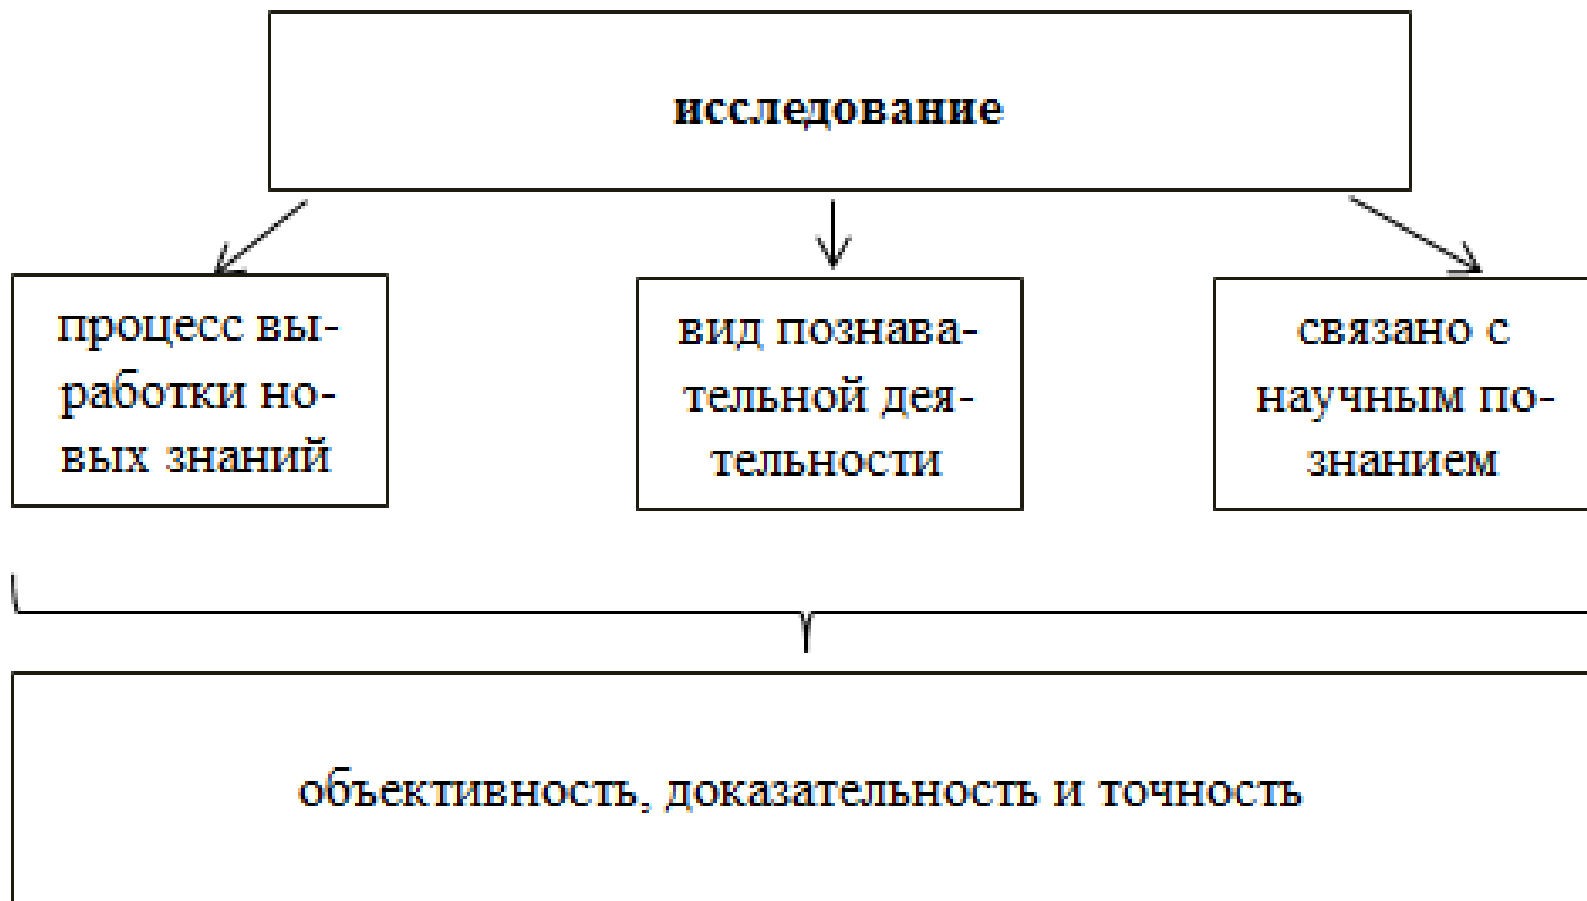 исследование
процесс вы-
работки но-
вых знаний
вид познава-
тельной дея-
тельности
связано с
научным по-
знанием
объективность, доказательность и точность